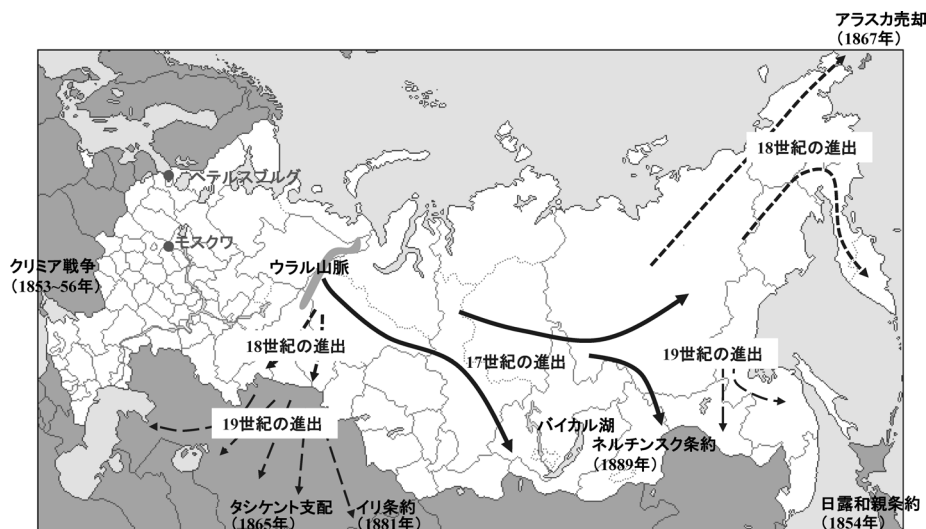 アラスカ売却
(1867年)
18世紀の進出
ペテルスブルグ
モスクワ
クリミア戦争
(1853~56年)
ウラル山脈
18世紀の進出
17世紀の進出
19世紀の進出
19世紀の進出
バイカル湖
ネルチンスク条約
(1889年)
タシケント支配
(1865年)
イリ条約
(1881年)
日露和親条約
(1854年)